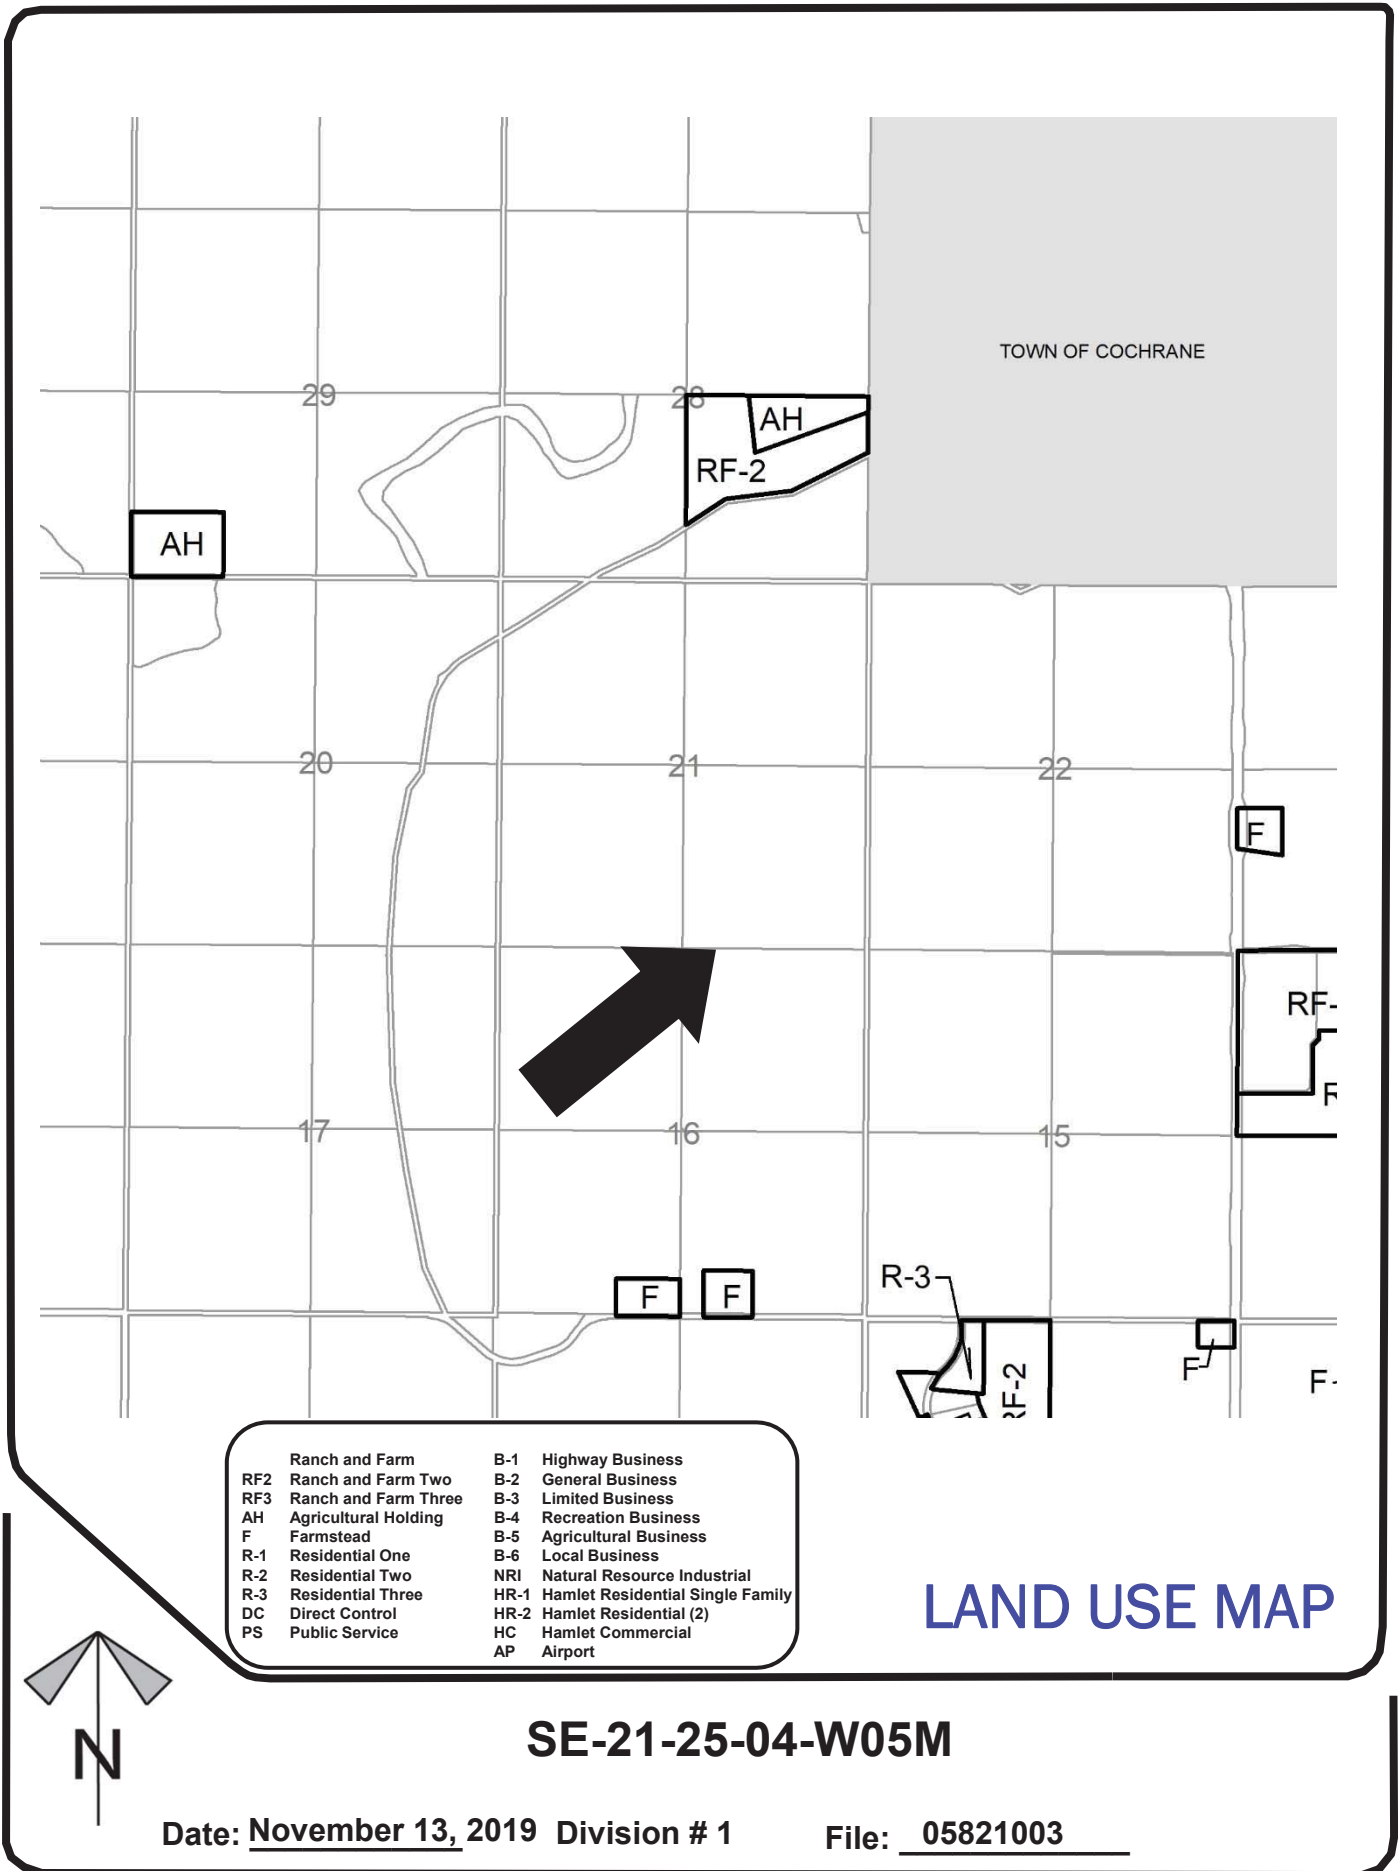 TOWN OF COCHRANE
29
28
AH
RF-2
AH
20
21
22
F
RF-
R
17
16
15
R-3
F
F
F
F-
RF-2
Ranch and Farm
RF2 Ranch and Farm Two
RF3 Ranch and Farm Three
AH Agricultural Holding
F Farmstead
R-1 Residential One
R-2 Residential Two
R-3 Residential Three
DC Direct Control
PS Public Service
B-1 Highway Business
B-2 General Business
B-3 Limited Business
B-4 Recreation Business
B-5 Agricultural Business
B-6 Local Business
NRI Natural Resource Industrial
HR-1 Hamlet Residential Single Family
HR-2 Hamlet Residential (2)
HC Hamlet Commercial
AP Airport
LAND USE MAP
N
SE-21-25-04-W05M
Date: November 13, 2019 Division # 1 File: 05821003